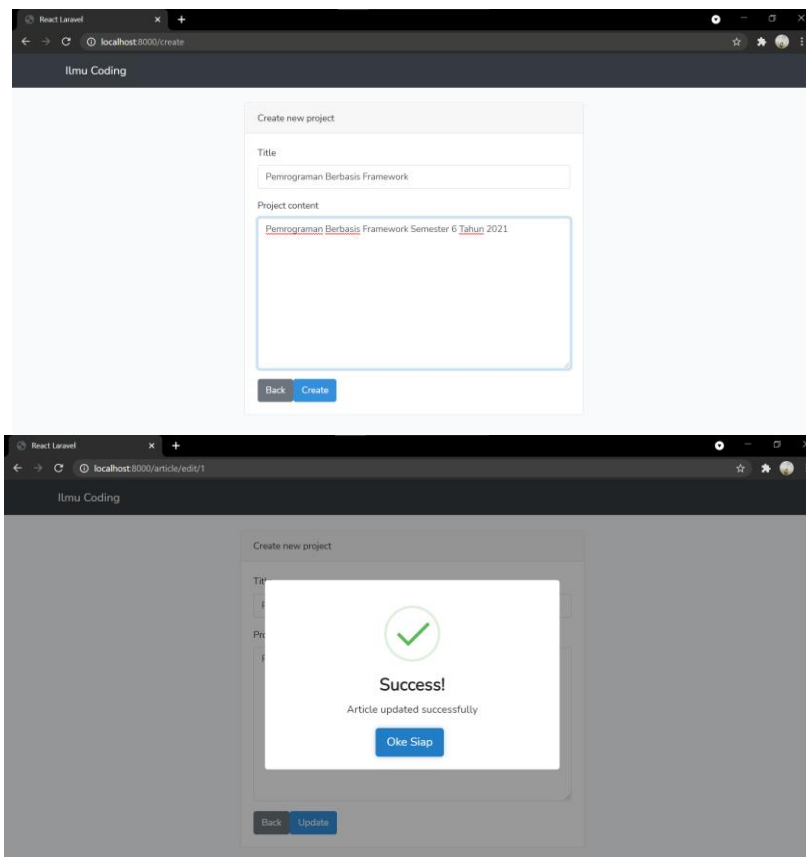 React Laravel
localhost:8000/create
Ilmu Coding
Create new project
Title
Pemrograman Berbasis Framework
Project content
Pemrograman Berbasis Framework Semester 6 Tahun 2021
Back Create
React Laravel
localhost:8000/article/edit/1
Ilmu Coding
Create new project
Success!
Article updated successfully
Oke Siap
Back Update